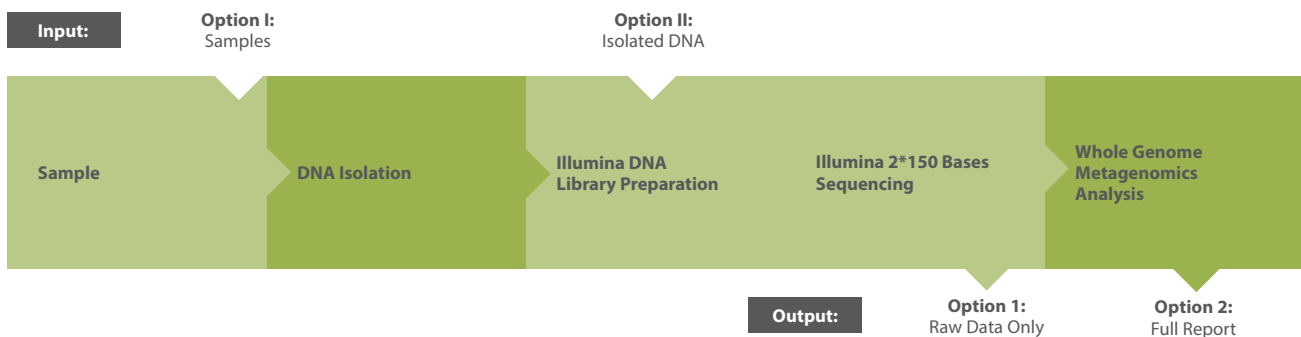 Input:
Option I:
Samples
Option II:
Isolated DNA
Sample
DNA Isolation
Illumina DNA
Library Preparation
Illumina 2*150 Bases
Sequencing
Whole Genome
Metagenomics
Analysis
Output:
Option 1:
Raw Data Only
Option 2:
Full Report